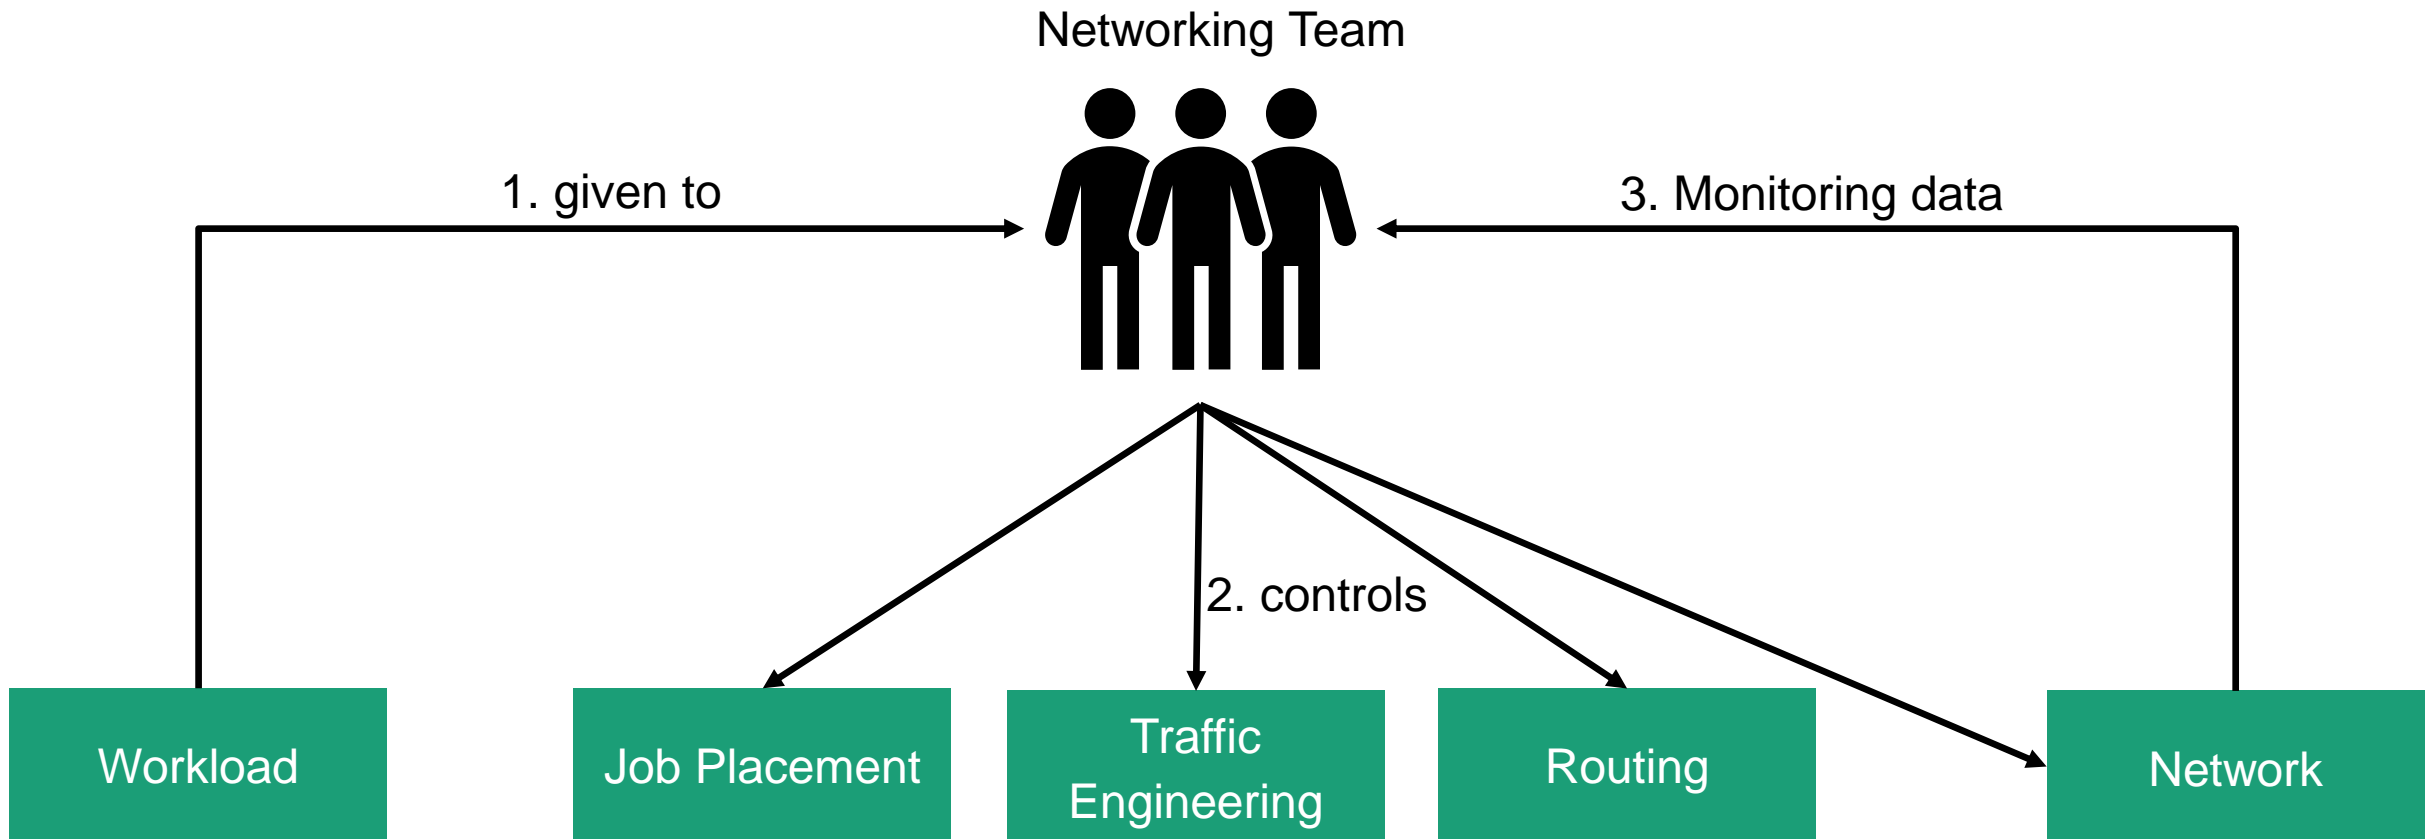 Networking Team
1. given to
3. Monitoring data
2. controls
Workload
Job Placement
Traffic
Engineering
Routing
Network